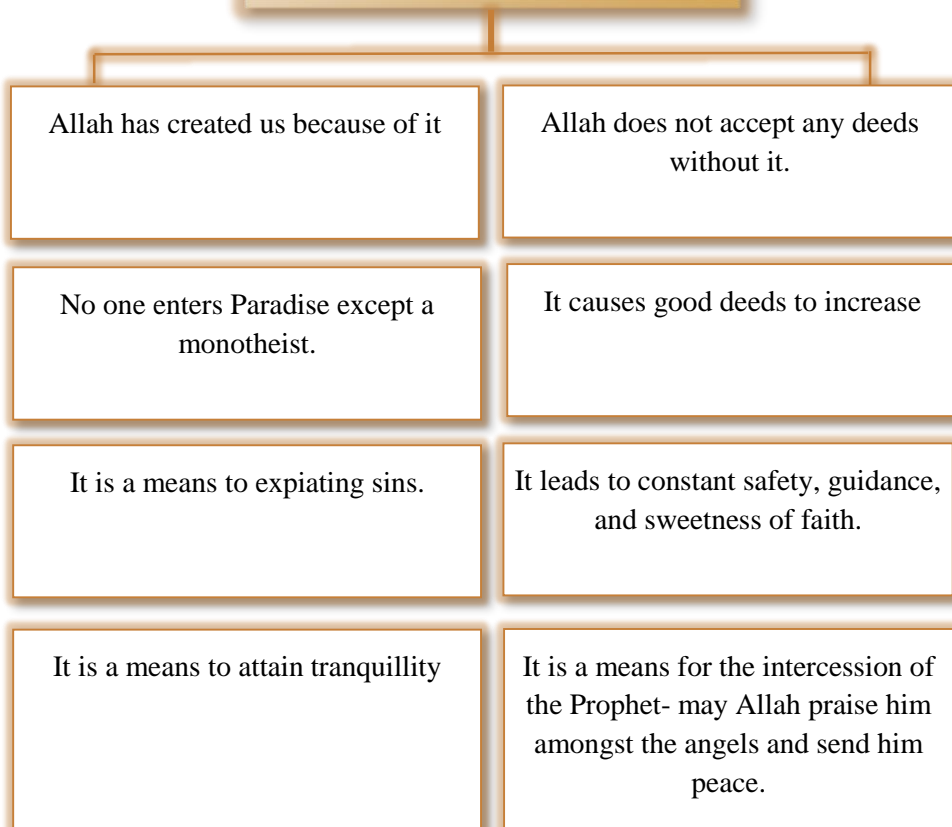 Allah has created us because of it
Allah does not accept any deeds
without it.
No one enters Paradise except a
monotheist.
It causes good deeds to increase
It is a means to expiating sins.
It leads to constant safety, guidance,
and sweetness of faith.
It is a means to attain tranquillity
It is a means for the intercession of
the Prophet- may Allah praise him
amongst the angels and send him
peace.